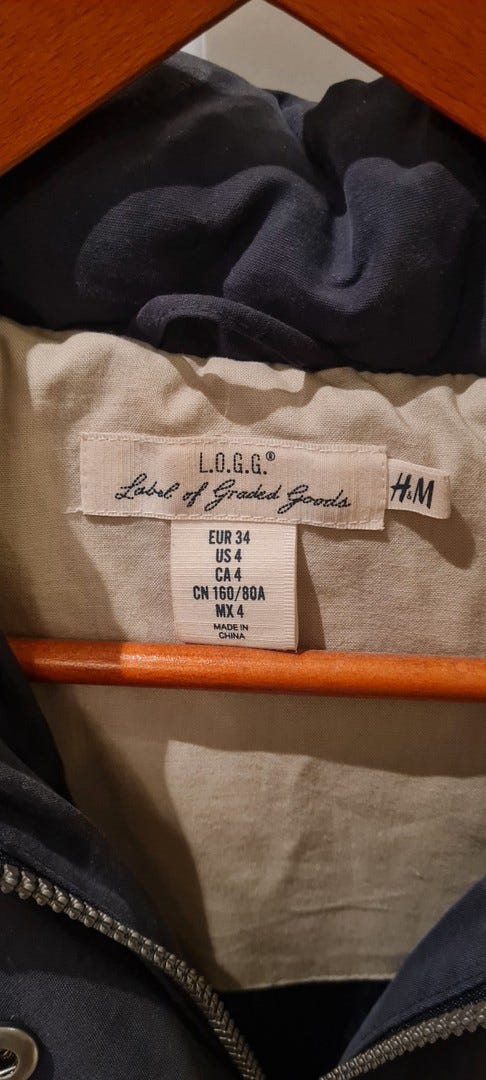 L.O.G.G.®
Label of Graded Goods
H&M
EUR 34
US 4
CA 4
CN 160/80A
MX 4
MADE IN
CHINA